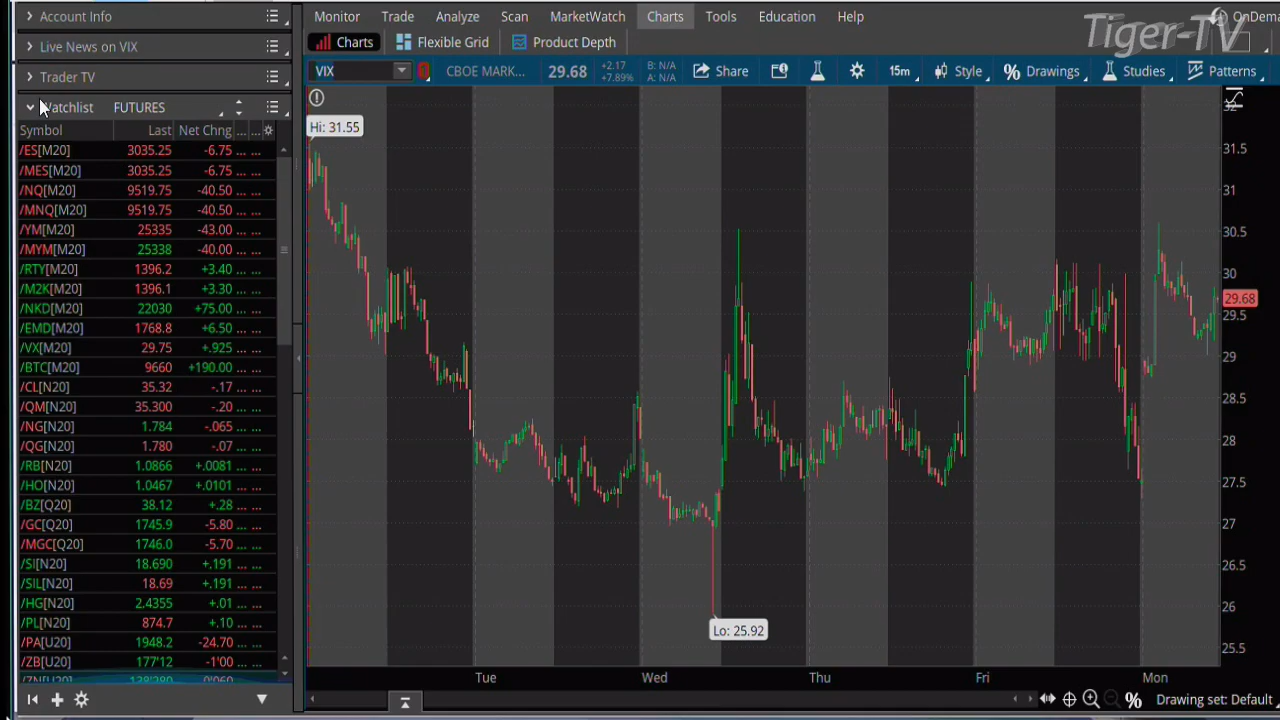 Account Info
Live News on VIX
Trader TV
Watchlist FUTURES
Symbol Last Net Chng ... ...
/ES[M20] 3035.25 -6.75 ... ...
/MES[M20] 3035.25 -6.75 ... ...
/NQ[M20] 9519.75 -40.50 ... ...
/MNQ[M20] 9519.75 -40.50 ... ...
/YM[M20] 25335 -43.00 ... ...
/MYM[M20] 25338 -40.00 ... ...
/RTY[M20] 1396.2 +3.40 ... ...
/M2K[M20] 1396.1 +3.30 ... ...
/NKD[M20] 22030 +75.00 ... ...
/EMD[M20] 1768.8 +6.50 ... ...
/VX[M20] 29.75 +.925 ... ...
/BTC[M20] 9660 +190.00 ... ...
/CL[N20] 35.32 -.17 ... ...
/QM[N20] 35.300 -.20 ... ...
/NG[N20] 1.784 -.065 ... ...
/QG[N20] 1.780 -.07 ... ...
/RB[N20] 1.0866 +.0081 ... ...
/HO[N20] 1.0467 +.0101 ... ...
/BZ[Q20] 38.12 +.28 ... ...
/GC[Q20] 1745.9 -5.80 ... ...
/MGC[Q20] 1746.0 -5.70 ... ...
/SI[N20] 18.690 +.191 ... ...
/SIL[N20] 18.69 +.191 ... ...
/HG[N20] 2.4355 +.01 ... ...
/PL[N20] 874.7 +.10 ... ...
/PA[U20] 1948.2 -24.70 ... ...
/ZB[U20] 177'12 -1'00 ... ...
/ZN[U20] 138'280 0'060
Monitor Trade Analyze Scan MarketWatch Charts Tools Education Help
OnDem
Tiger-TV
Charts Flexible Grid Product Depth
VIX CBOE MARK... 29.68 +2.17 B: N/A Share 15m Style Drawings Studies Patterns
+7.89% A: N/A
Hi: 31.55
Lo: 25.92
32
31.5
31
30.5
30
29.68
29.5
29
28.5
28
27.5
27
26.5
26
25.5
Tue Wed Thu Fri Mon
Drawing set: Default